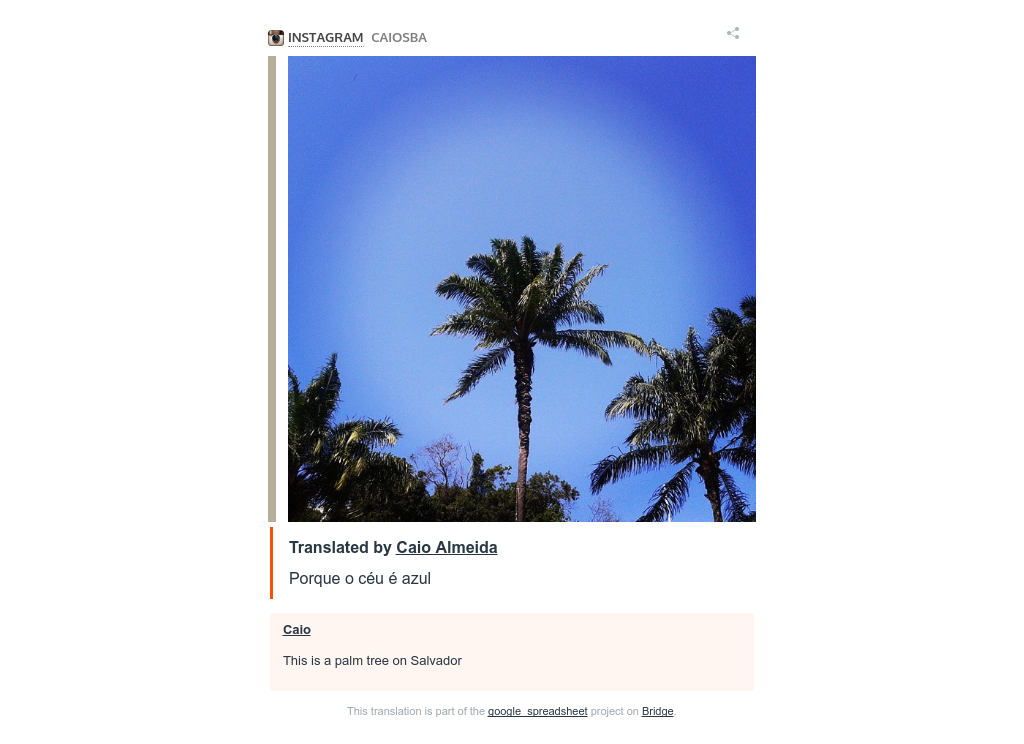 INSTAGRAM CAIOSBA
Translated by Caio Almeida
Porque o céu é azul
Caio
This is a palm tree on Salvador
This translation is part of the google_spreadsheet project on Bridge.